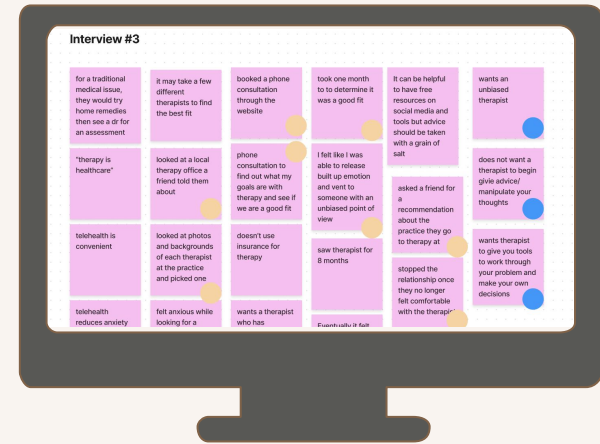 Interview #3
for a traditional
medical issue,
they would try
home remedies
then see a dr for
an assessment
"therapy is
healthcare"
telehealth is
convenient
telehealth
reduces anxiety
it may take a few
different
therapists to find
the best fit
looked at a local
therapy office a
friend told them
about
looked at photos
and backgrounds
of each therapist
at the practice
and picked one
felt anxious while
looking for a
booked a phone
consultation
through the
website
phone
consultation to
find out what my
goals are with
therapy and see if
we are a good fit
doesn't use
insurance for
therapy
wants a therapist
who has
took one month
to to determine it
was a good fit
I felt like I was
able to release
built up emotion
and vent to
someone with an
unbiased point of
view
saw therapist for
8 months
Eventually it felt
It can be helpful
to have free
resources on
social media and
tools but advice
should be taken
with a grain of
salt
asked a friend for
a
recommendation
about the
practice they go
to therapy at
stopped the
relationship once
they no longer
felt comfortable
with the therapist
wants an
unbiased
therapist
does not want a
therapist to begin
givie advice/
manipulate your
thoughts
wants therapist
to give you tools
to work through
your problem and
make your own
decisions